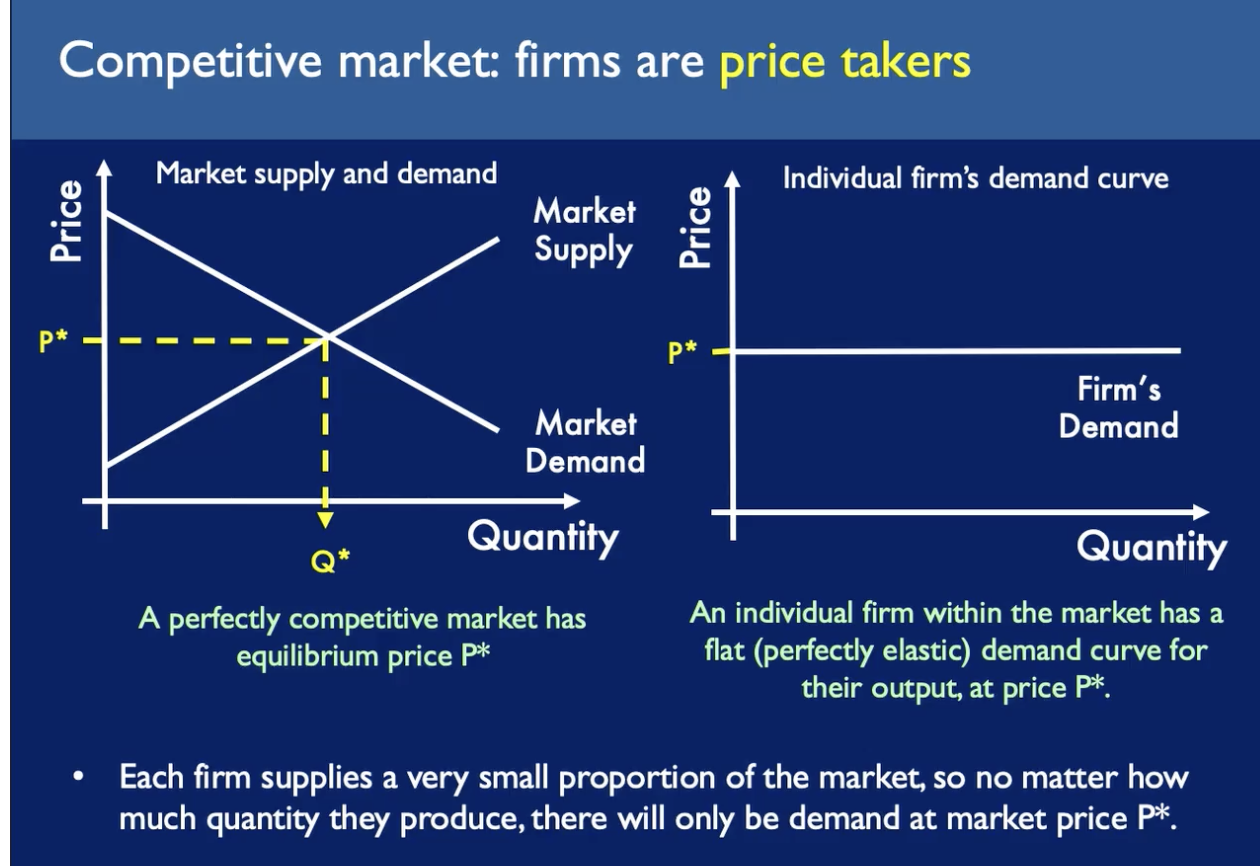 Competitive market: firms are price takers
Market supply and demand
Price
Market
Supply
P*
Market
Demand
Quantity
Q*
A perfectly competitive market has
equilibrium price P*
Individual firm’s demand curve
Price
P*
Firm’s
Demand
Quantity
An individual firm within the market has a
flat (perfectly elastic) demand curve for
their output, at price P*.
• Each firm supplies a very small proportion of the market, so no matter how
much quantity they produce, there will only be demand at market price P*.